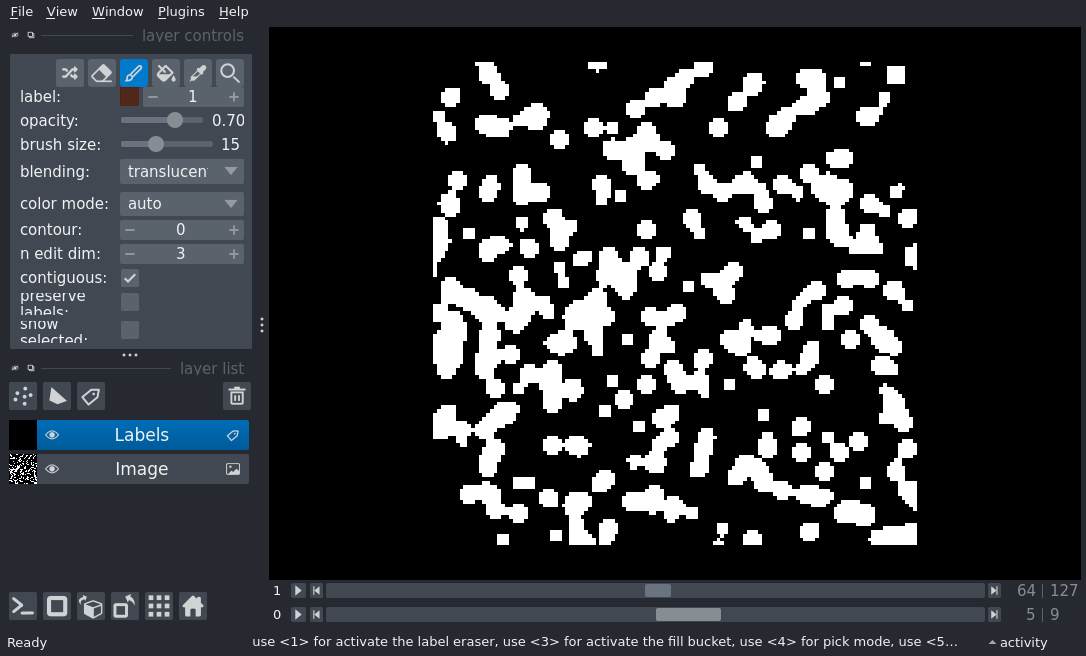 File View Window Plugins Help
layer controls
label: 1
opacity: 0.70
brush size: 15
blending: translucen
color mode: auto
contour: 0
n edit dim: 3
contiguous:
preserve
labels:
show
selected:
layer list
Labels
Image
1 64 | 127
0 5 | 9
Ready use <1> for activate the label eraser, use <3> for activate the fill bucket, use <4> for pick mode, use <5... activity